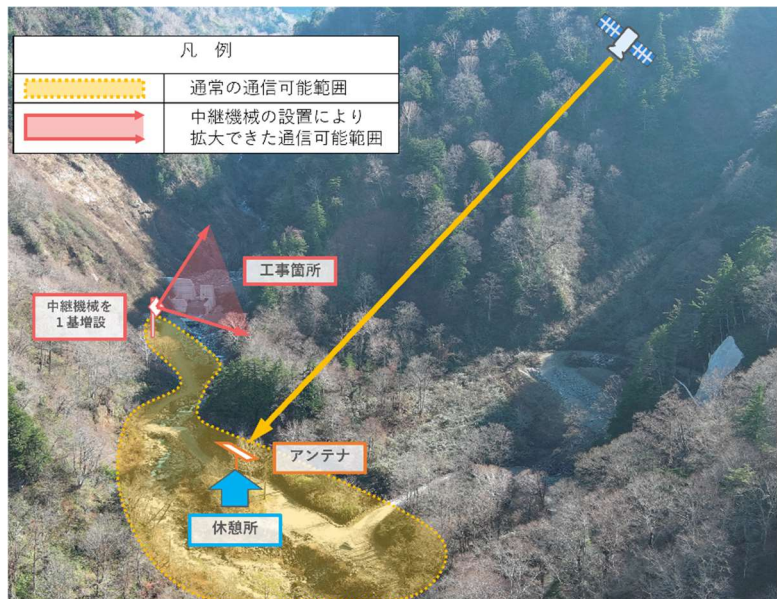 凡 例
通常の通信可能範囲
中継機械の設置により
拡大できた通信可能範囲
工事箇所
中継機械を
１基増設
アンテナ
休憩所